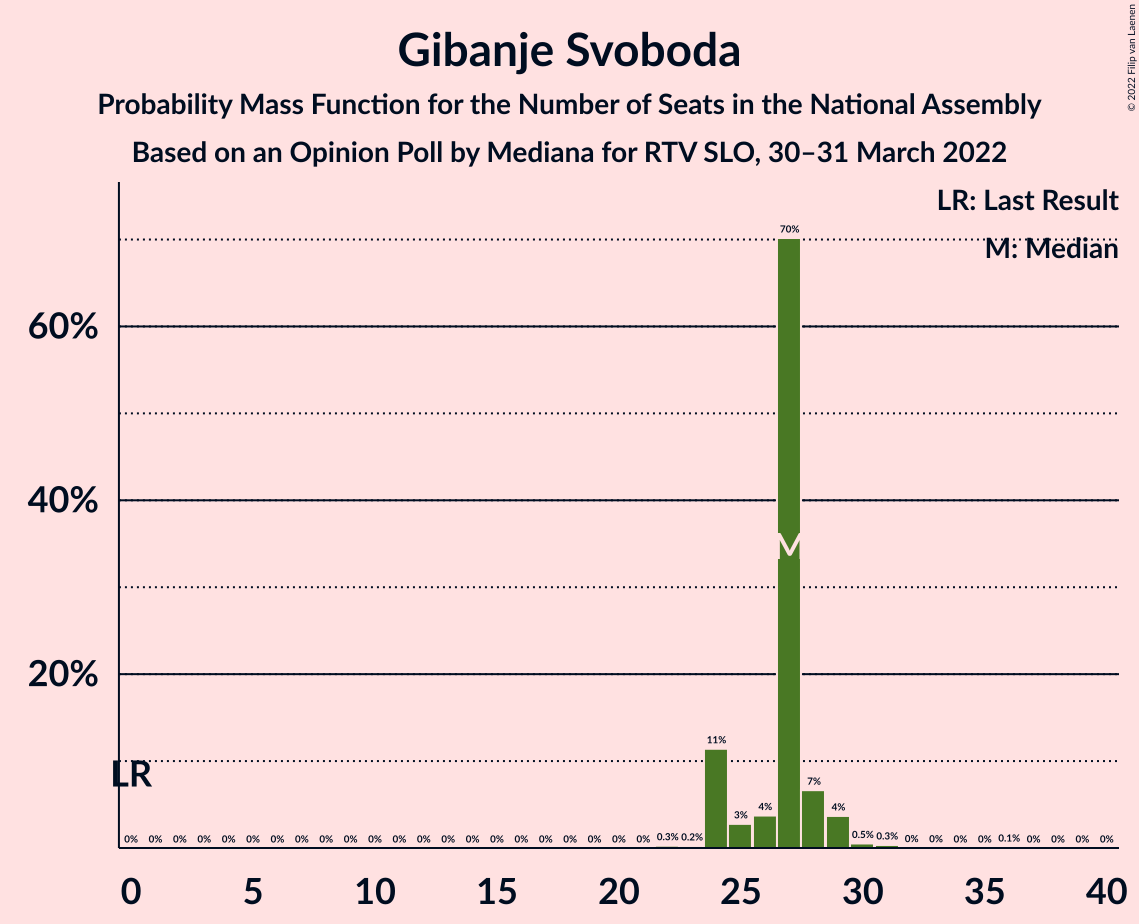 Gibanje Svoboda
Probability Mass Function for the Number of Seats in the National Assembly
Based on an Opinion Poll by Mediana for RTV SLO, 30–31 March 2022
© 2022 Filip van Laenen
LR: Last Result
M: Median
60%
40%
20%
LR
M
0% 0% 0% 0% 0% 0% 0% 0% 0% 0% 0% 0% 0% 0% 0% 0% 0% 0% 0% 0% 0% 0% 0.3% 0.2% 11% 3% 4% 70% 7% 4% 0.5% 0.3% 0% 0% 0% 0% 0.1% 0% 0% 0% 0%
0 5 10 15 20 25 30 35 40